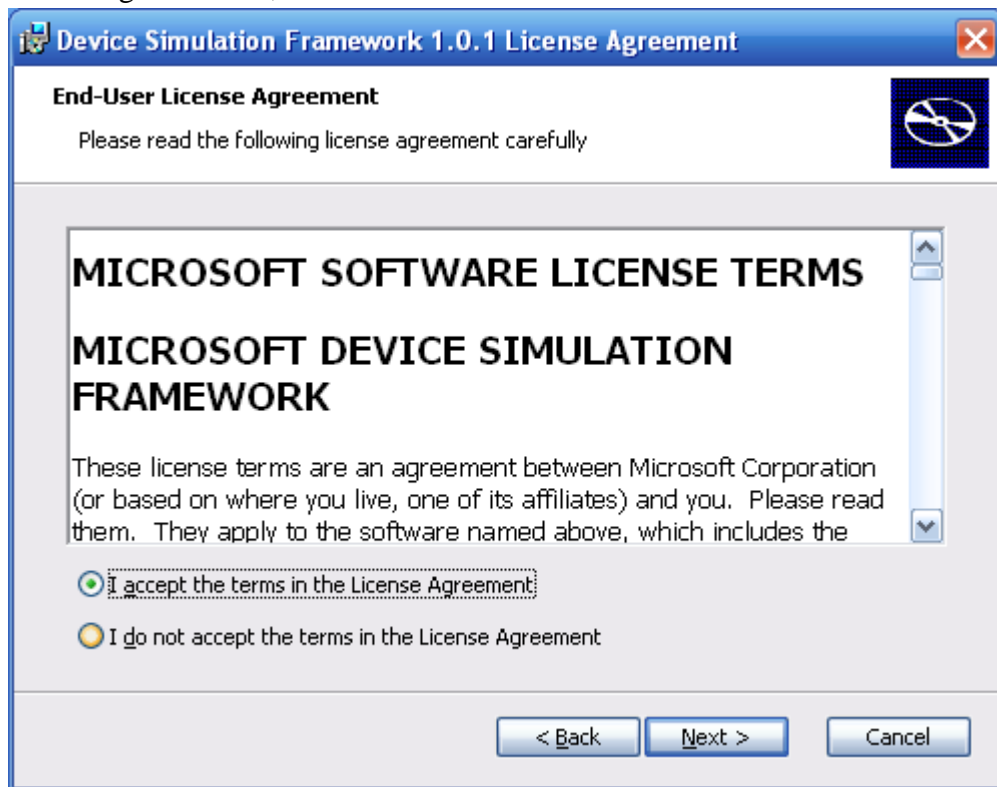 Device Simulation Framework 1.0.1 License Agreement
End-User License Agreement
Please read the following license agreement carefully
MICROSOFT SOFTWARE LICENSE TERMS
MICROSOFT DEVICE SIMULATION
FRAMEWORK
These license terms are an agreement between Microsoft Corporation
(or based on where you live, one of its affiliates) and you.  Please read
them.  They apply to the software named above, which includes the
I accept the terms in the License Agreement
I do not accept the terms in the License Agreement
< Back Next > Cancel